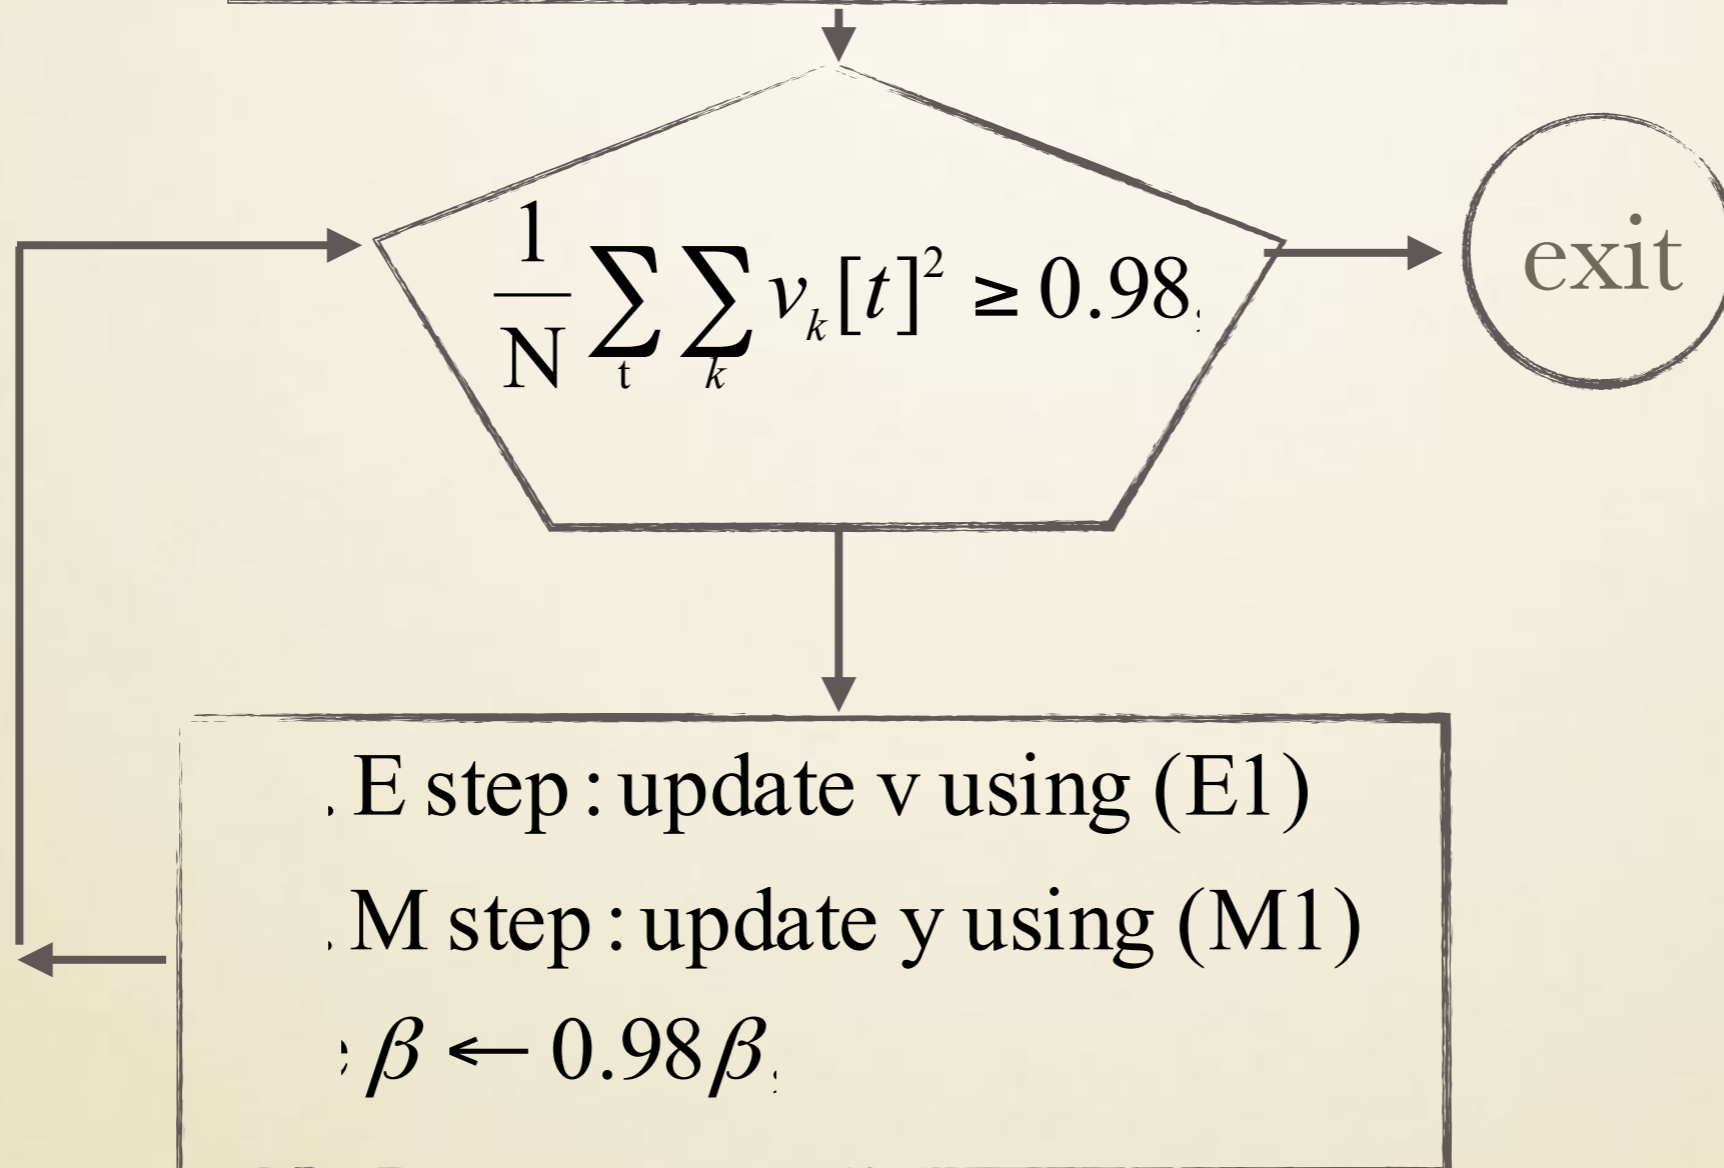 1/N ∑_t ∑_k v_k[t]² ≥ 0.98
exit
E step : update v using (E1)
M step : update y using (M1)
β ← 0.98β